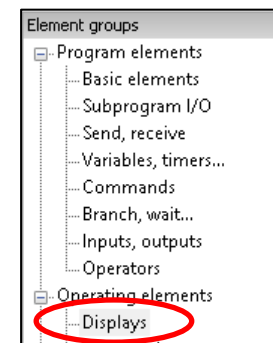 Element groups
Program elements
Basic elements
Subprogram I/O
Send, receive
Variables, timers...
Commands
Branch, wait...
Inputs, outputs
Operators
Operating elements
Displays